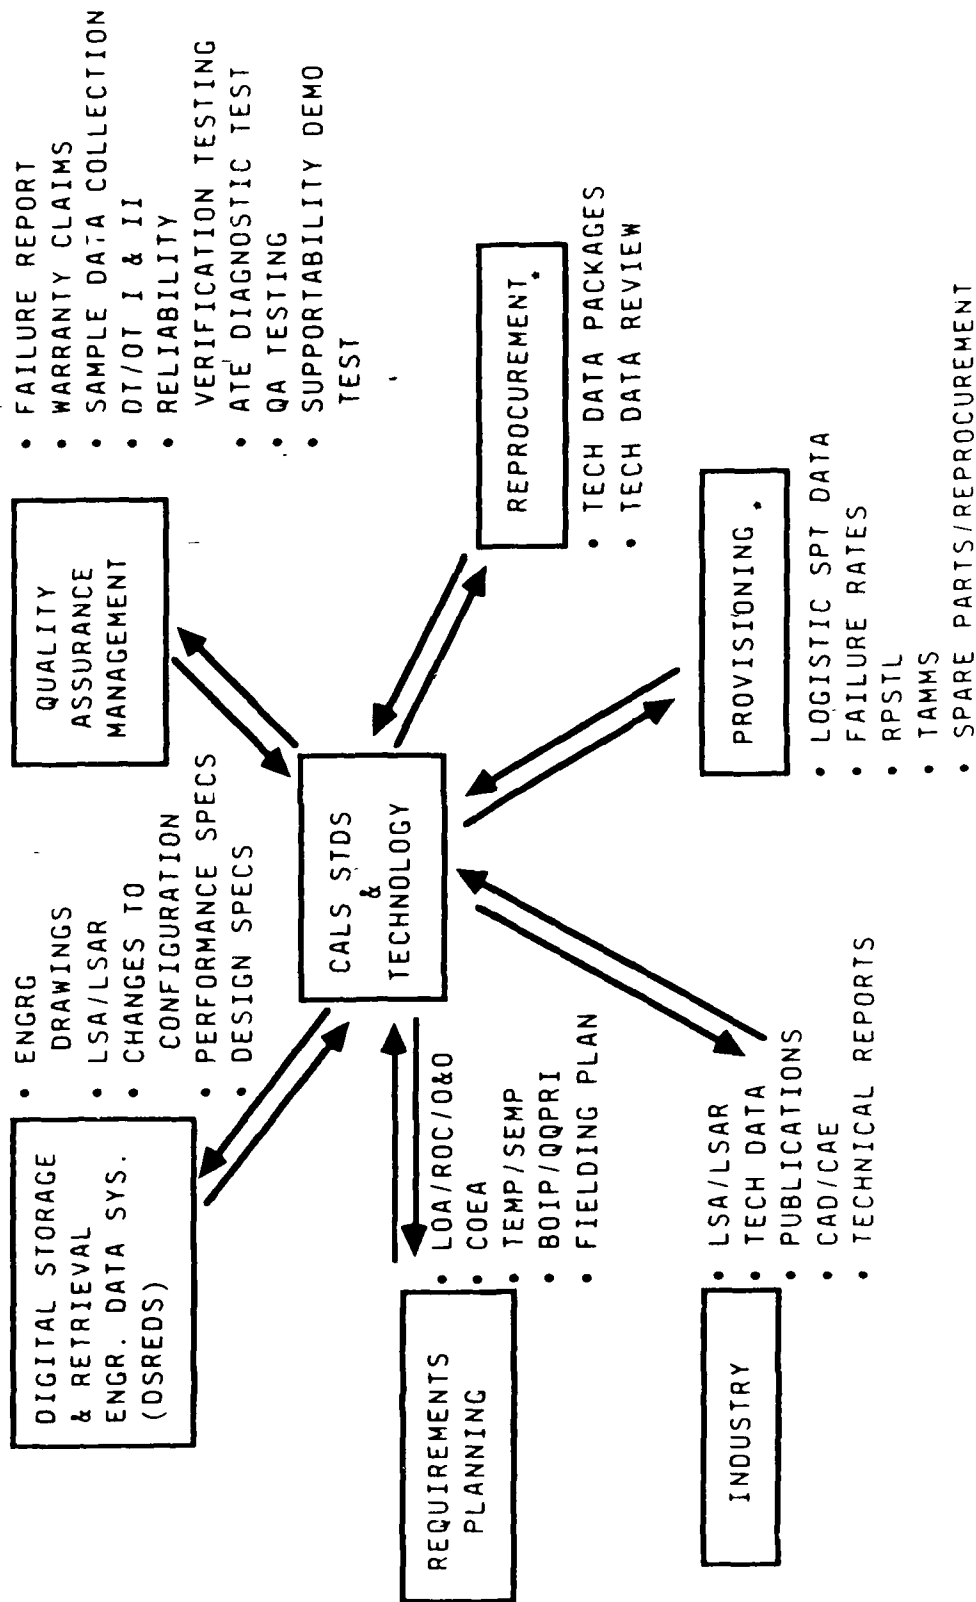 DIGITAL STORAGE
& RETRIEVAL
ENGR. DATA SYS.
(DSREDS)
• ENGRG
DRAWINGS
• LSA/LSAR
• CHANGES TO
CONFIGURATION
• PERFORMANCE SPECS
• DESIGN SPECS
QUALITY
ASSURANCE
MANAGEMENT
• FAILURE REPORT
• WARRANTY CLAIMS
• SAMPLE DATA COLLECTION
• DT/OT I & II
• RELIABILITY
VERIFICATION TESTING
• ATE DIAGNOSTIC TEST
• QA TESTING
• SUPPORTABILITY DEMO
TEST
CALS STDS
&
TECHNOLOGY
REQUIREMENTS
PLANNING
• LOA/ROC/O&O
• COEA
• TEMP/SEMP
• BOIP/QQPRI
• FIELDING PLAN
REPROCUREMENT*
• TECH DATA PACKAGES
• TECH DATA REVIEW
INDUSTRY
• LSA/LSAR
• TECH DATA
• PUBLICATIONS
• CAD/CAE
• TECHNICAL REPORTS
PROVISIONING*
• LOGISTIC SPT DATA
• FAILURE RATES
• RPSTL
• TAMMS
• SPARE PARTS/REPROCUREMENT